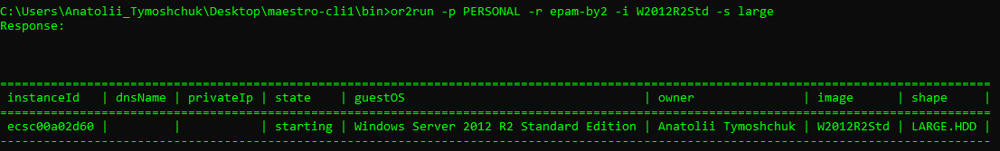 C:\Users\Anatolii_Tymoshchuk\Desktop\maestro-cli1\bin>or2run -p PERSONAL -r epam-by2 -i W2012R2Std -s large
Response:
=========================================================================================================================================
instanceId | dnsName | privateIp | state | guestOS | owner | image | shape |
=========================================================================================================================================
ecsc00a02d60 | | | starting | Windows Server 2012 R2 Standard Edition | Anatolii Tymoshchuk | W2012R2Std | LARGE.HDD |
-----------------------------------------------------------------------------------------------------------------------------------------